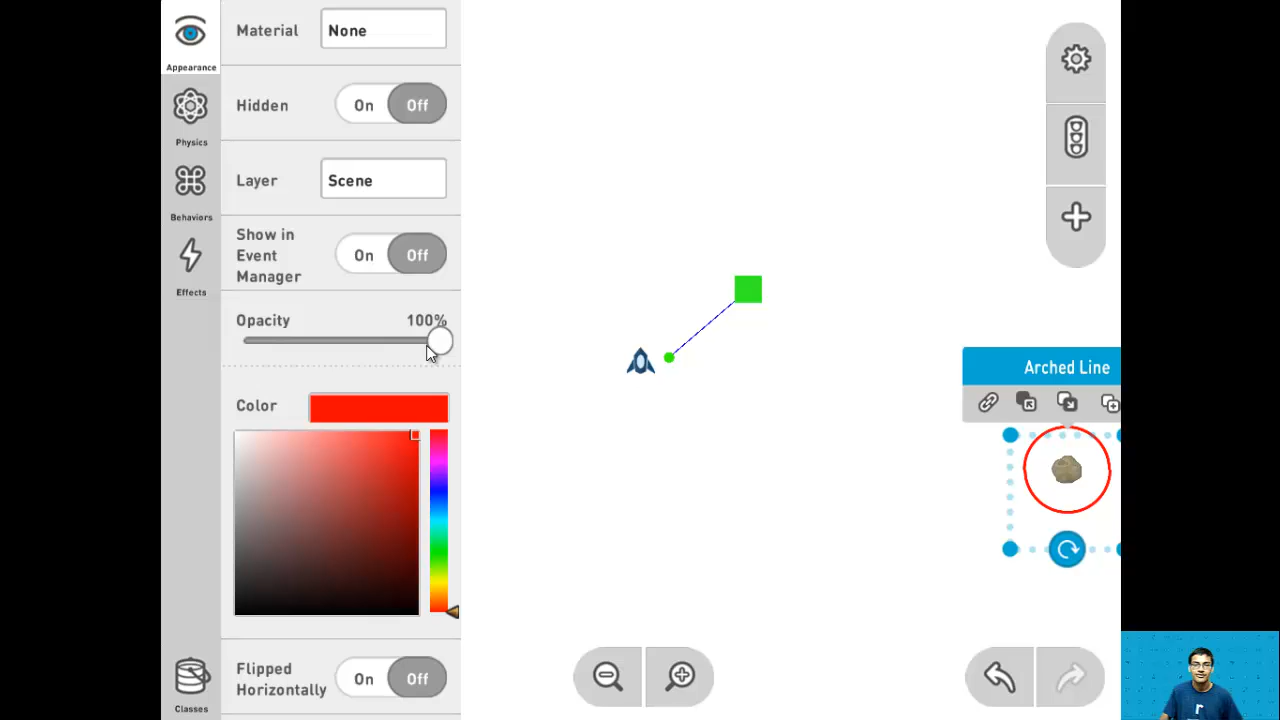 Appearance
Physics
Behaviors
Effects
Classes
Material None
Hidden On Off
Layer Scene
Show in
Event
Manager
On Off
Opacity 100%
Color
Flipped
Horizontally
On Off
Arched Line